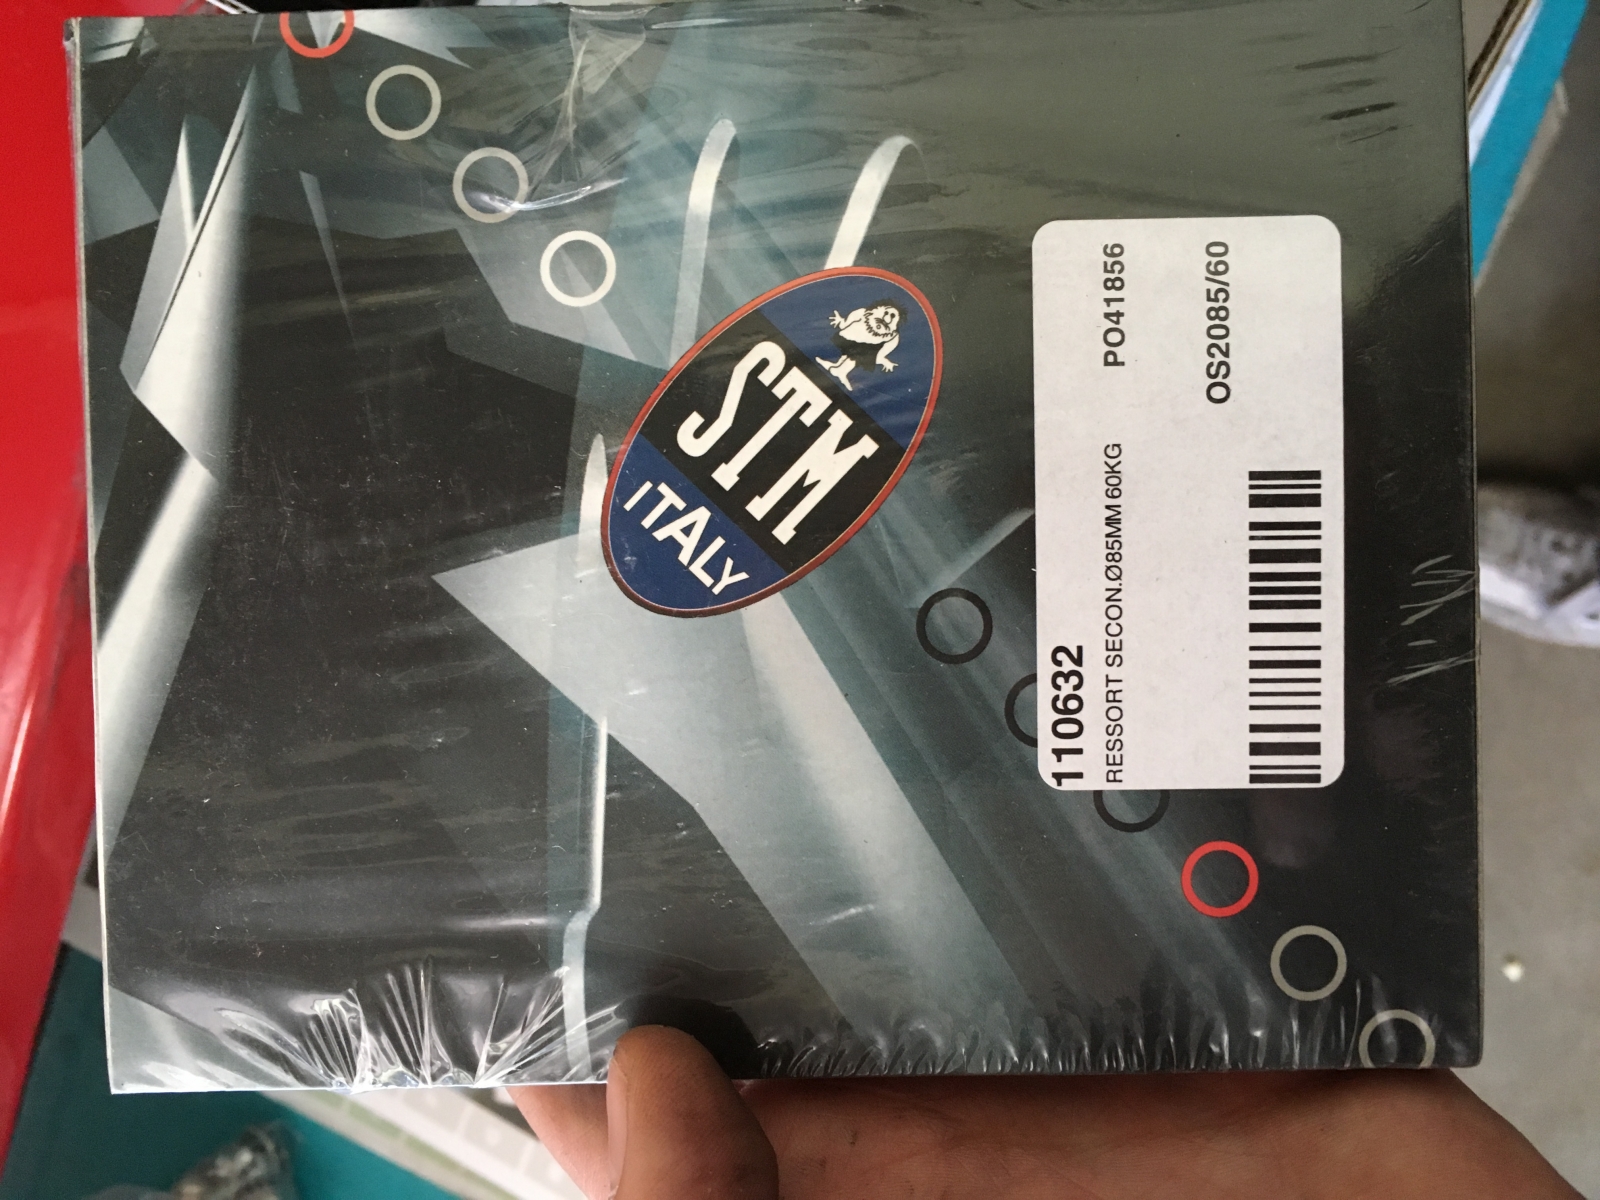 STM
ITALY
110632
RESSORT SECON.Ø85MM 60KG PO41856
OS2085/60